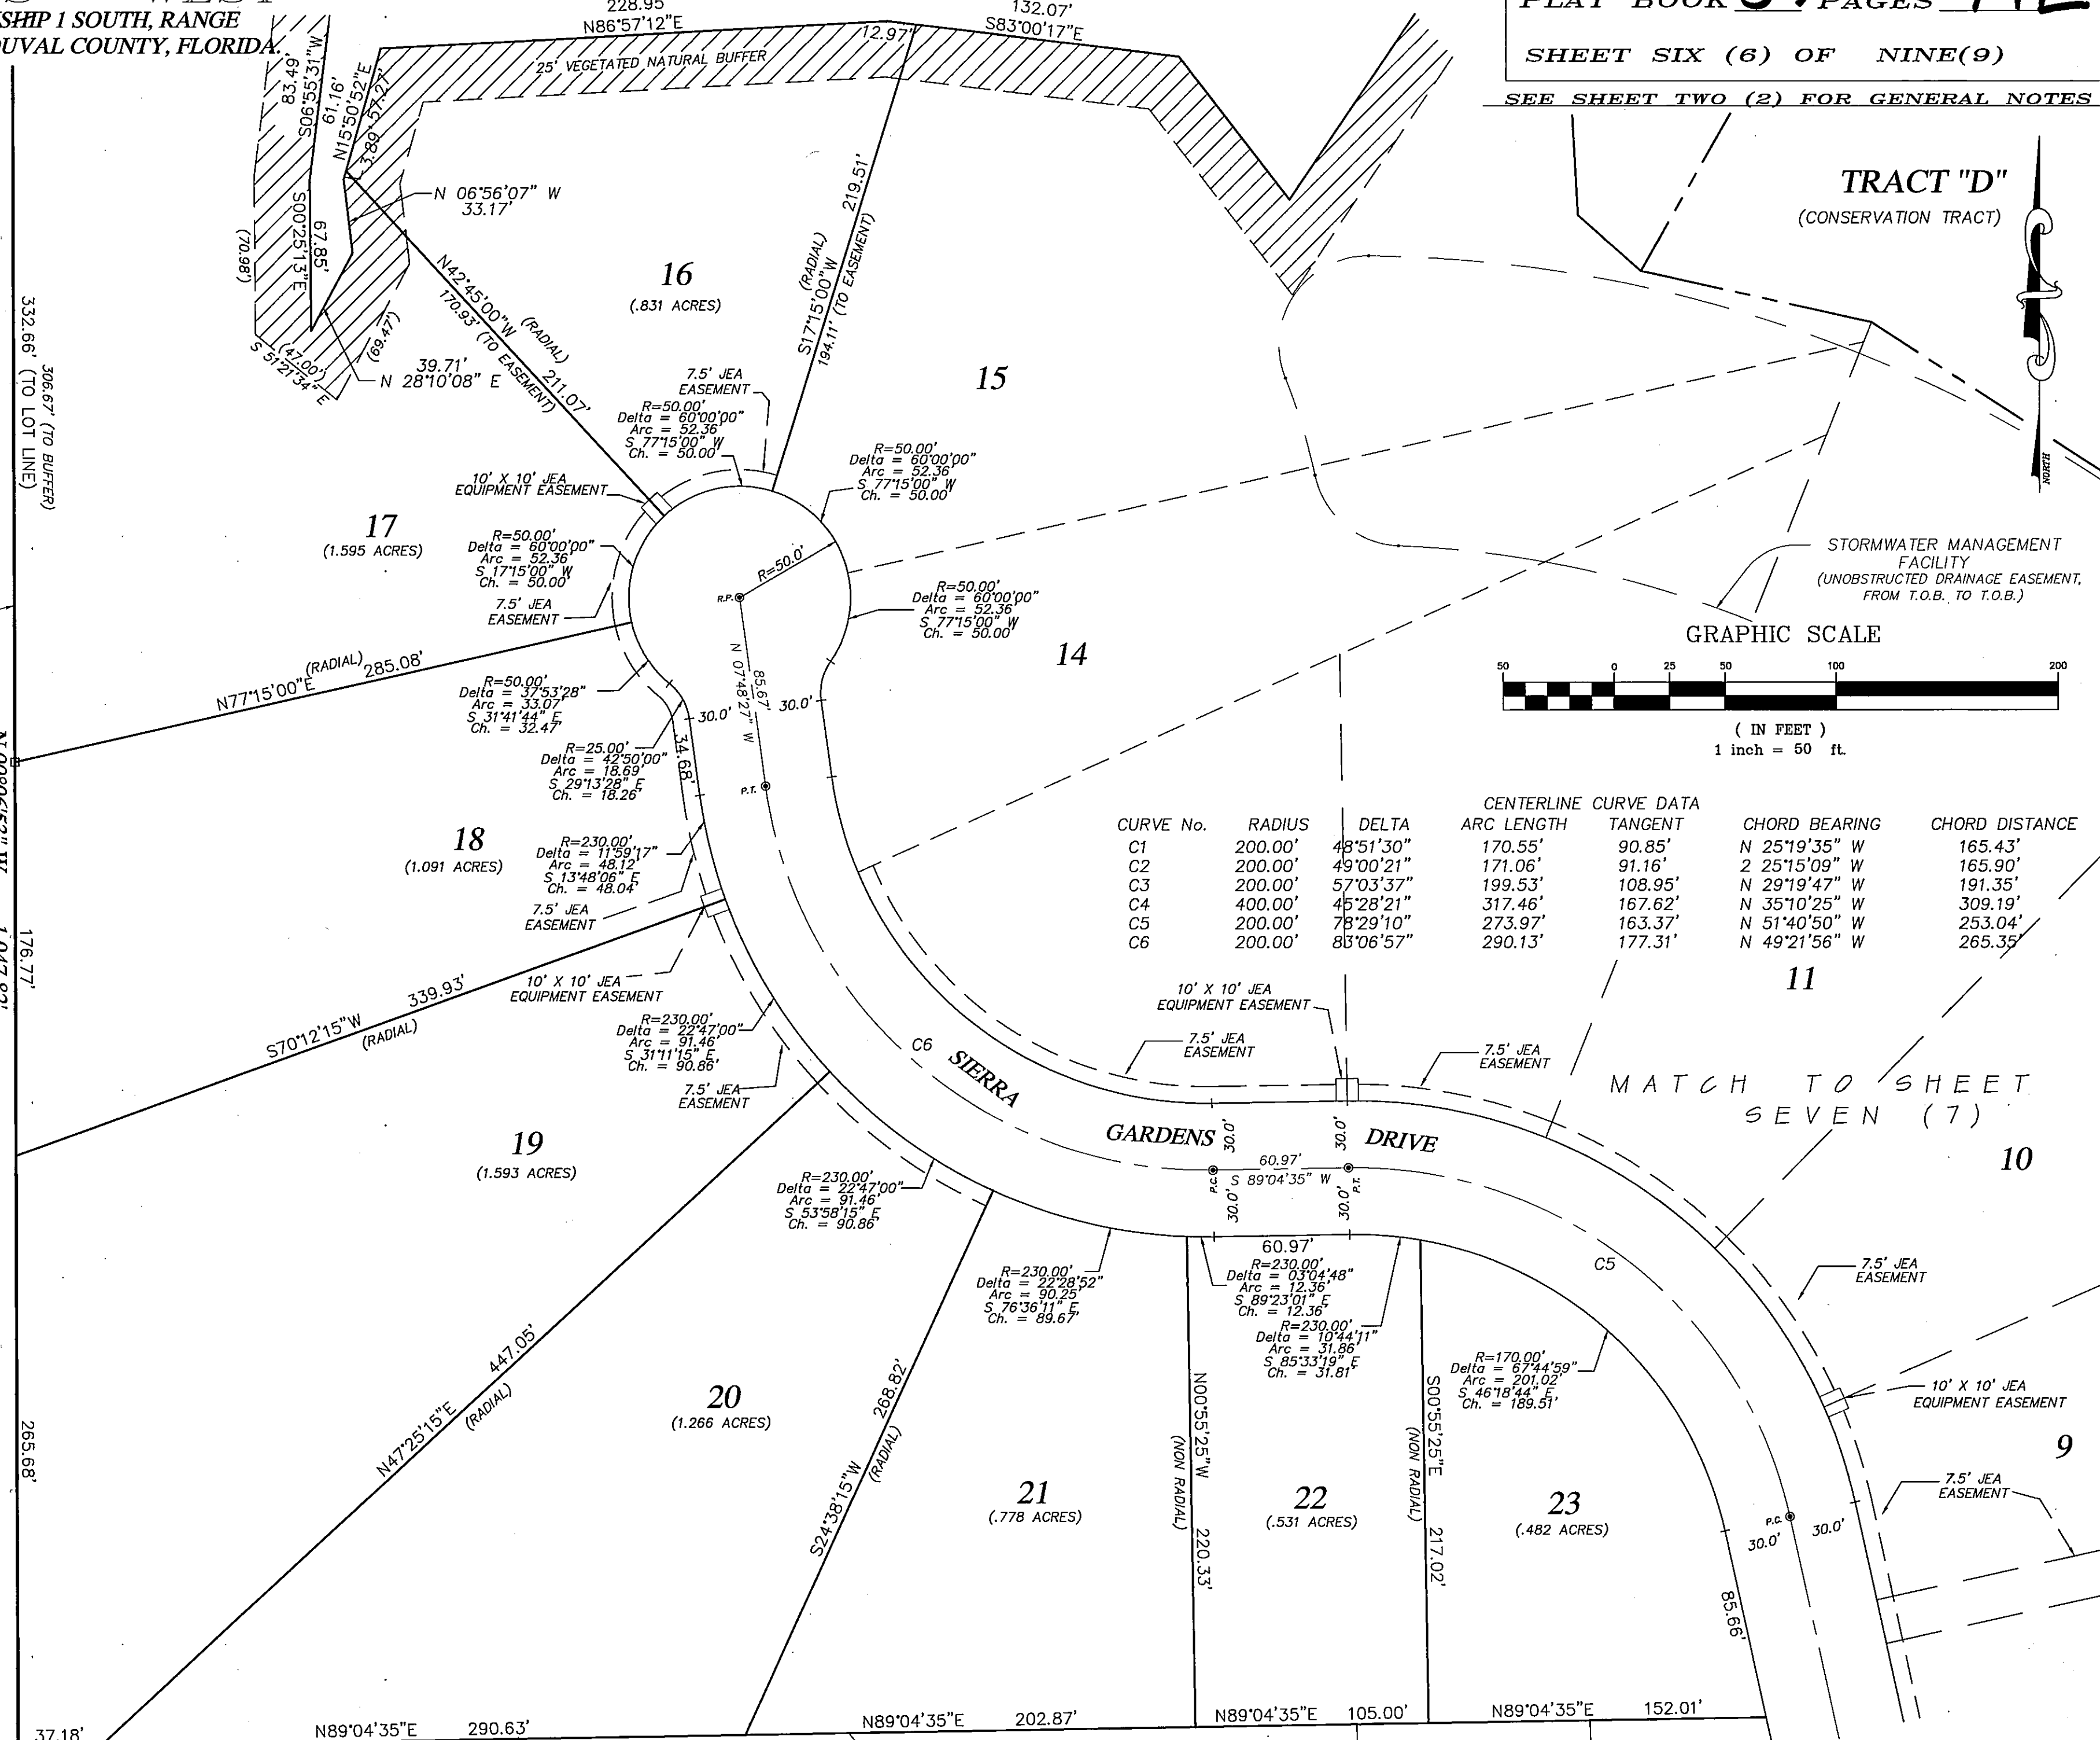 SHIP 1 SOUTH, RANGE
DUVAL COUNTY, FLORIDA.
PLAT BOOK PAGES
SHEET SIX (6) OF NINE(9)
SEE SHEET TWO (2) FOR GENERAL NOTES
228.95
N86°57'12"E
12.97'
132.07'
S83°00'17"E
25' VEGETATED NATURAL BUFFER
83.49'
S06°55'31"W
61.16'
N15°50'52"E
3.89'
57.27'
N 06°56'07" W
33.17'
67.85'
S00°25'13"E
(70.98')
(47.00')
S 51°21'34" E
(69.47')
39.71'
N 28°10'08" E
332.66' (TO LOT LINE)
306.67' (TO BUFFER)
TRACT "D"
(CONSERVATION TRACT)
16
(.831 ACRES)
N42°45'00"W
(RADIAL)
211.07'
170.93' (TO EASEMENT)
219.51'
(RADIAL)
S17°15'00"W
194.11' (TO EASEMENT)
15
7.5' JEA
EASEMENT
R=50.00'
Delta = 60°00'00"
Arc = 52.36
S 77°15'00" W
Ch. = 50.00'
R=50.00'
Delta = 60°00'00"
Arc = 52.36
S 77°15'00" W
Ch. = 50.00'
10' X 10' JEA
EQUIPMENT EASEMENT
17
(1.595 ACRES)
R=50.00'
Delta = 60°00'00"
Arc = 52.36
S 17°15'00" W
Ch. = 50.00'
7.5' JEA
EASEMENT
R=50.0'
R.P.
R=50.00'
Delta = 60°00'00"
Arc = 52.36
S 77°15'00" W
Ch. = 50.00'
14
STORMWATER MANAGEMENT
FACILITY
(UNOBSTRUCTED DRAINAGE EASEMENT,
FROM T.O.B. TO T.O.B.)
GRAPHIC SCALE
50 0 25 50 100 200
( IN FEET )
1 inch = 50 ft.
N77°15'00"E
(RADIAL)
285.08'
R=50.00'
Delta = 37°53'28"
Arc = 33.07'
S 31°41'44" E
Ch. = 32.47'
85.67'
N 07°48'27" W
30.0'
30.0'
34.68'
P.T.
R=25.00'
Delta = 42°50'00"
Arc = 18.69'
S 29°13'28" E
Ch. = 18.26'
18
(1.091 ACRES)
R=230.00'
Delta = 11°59'17"
Arc = 48.12'
S 13°48'06" E
Ch. = 48.04'
7.5' JEA
EASEMENT
CENTERLINE CURVE DATA
CURVE No. RADIUS DELTA ARC LENGTH TANGENT CHORD BEARING CHORD DISTANCE
C1 200.00' 48°51'30" 170.55' 90.85' N 25°19'35" W 165.43'
C2 200.00' 49°00'21" 171.06' 91.16' 2 25°15'09" W 165.90'
C3 200.00' 57°03'37" 199.53' 108.95' N 29°19'47" W 191.35'
C4 400.00' 45°28'21" 317.46' 167.62' N 35°10'25" W 309.19'
C5 200.00' 78°29'10" 273.97' 163.37' N 51°40'50" W 253.04'
C6 200.00' 83°06'57" 290.13' 177.31' N 49°21'56" W 265.35'
176.77'
10' X 10' JEA
EQUIPMENT EASEMENT
S70°12'15"W
339.93'
(RADIAL)
R=230.00'
Delta = 22°47'00"
Arc = 91.46'
S 31°11'15" E
Ch. = 90.86'
7.5' JEA
EASEMENT
C6
SIERRA
GARDENS
DRIVE
10' X 10' JEA
EQUIPMENT EASEMENT
7.5' JEA
EASEMENT
7.5' JEA
EASEMENT
11
MATCH TO SHEET
SEVEN (7)
10
19
(1.593 ACRES)
R=230.00'
Delta = 22°47'00"
Arc = 91.46'
S 53°58'15" E
Ch. = 90.86'
30.0'
30.0'
60.97'
S 89°04'35" W
P.C.
P.T.
30.0'
30.0'
60.97'
C5
7.5' JEA
EASEMENT
R=230.00'
Delta = 22°28'52"
Arc = 90.25'
S 76°36'11" E
Ch. = 89.67'
R=230.00'
Delta = 03°04'48"
Arc = 12.36'
S 89°23'01" E
Ch. = 12.36'
R=230.00'
Delta = 10°44'11"
Arc = 31.86'
S 85°33'19" E
Ch. = 31.81'
R=170.00'
Delta = 67°44'59"
Arc = 201.02'
S 46°18'44" E
Ch. = 189.51'
10' X 10' JEA
EQUIPMENT EASEMENT
9
7.5' JEA
EASEMENT
265.68'
N47°25'15"E
447.05'
(RADIAL)
20
(1.266 ACRES)
S24°38'15"W
268.82'
(RADIAL)
21
(.778 ACRES)
N00°55'25"W
(NON RADIAL)
220.33'
22
(.531 ACRES)
S00°55'25"E
(NON RADIAL)
217.02'
23
(.482 ACRES)
P.C.
30.0'
30.0'
85.66'
37.18'
N89°04'35"E 290.63'
N89°04'35"E 202.87'
N89°04'35"E 105.00'
N89°04'35"E 152.01'